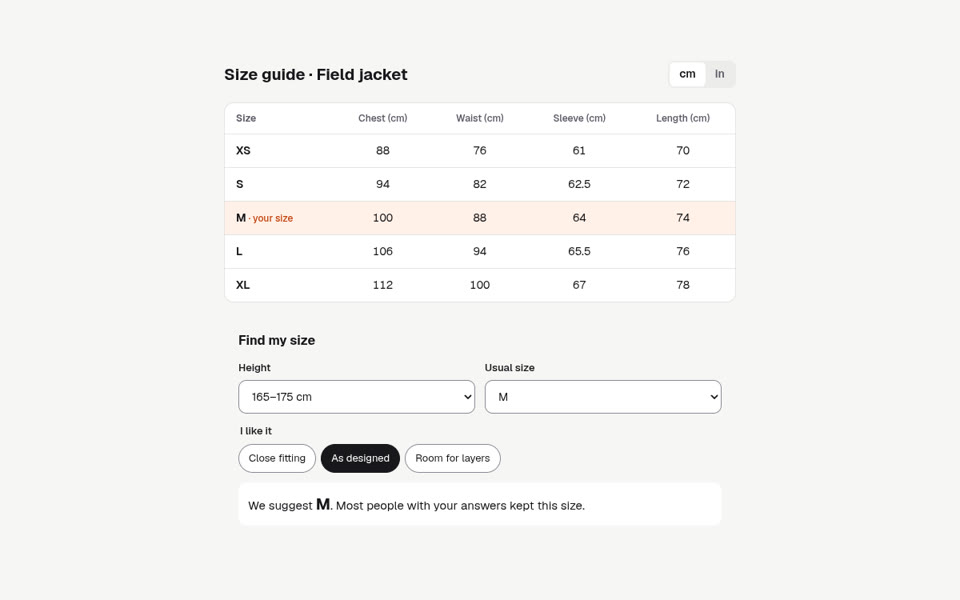 Size guide · Field jacket
cm In
Size Chest (cm) Waist (cm) Sleeve (cm) Length (cm)
XS 88 76 61 70
S 94 82 62.5 72
M · your size 100 88 64 74
L 106 94 65.5 76
XL 112 100 67 78
Find my size
Height Usual size
165–175 cm M
I like it
Close fitting As designed Room for layers
We suggest M. Most people with your answers kept this size.